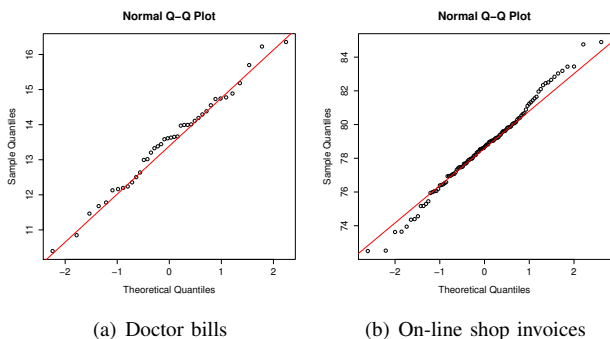 Normal Q−Q Plot
Sample Quantiles
11 12 13 14 15 16
−2 −1 0 1 2
Theoretical Quantiles
(a) Doctor bills
Normal Q−Q Plot
Sample Quantiles
74 76 78 80 82 84
−2 −1 0 1 2
Theoretical Quantiles
(b) On-line shop invoices